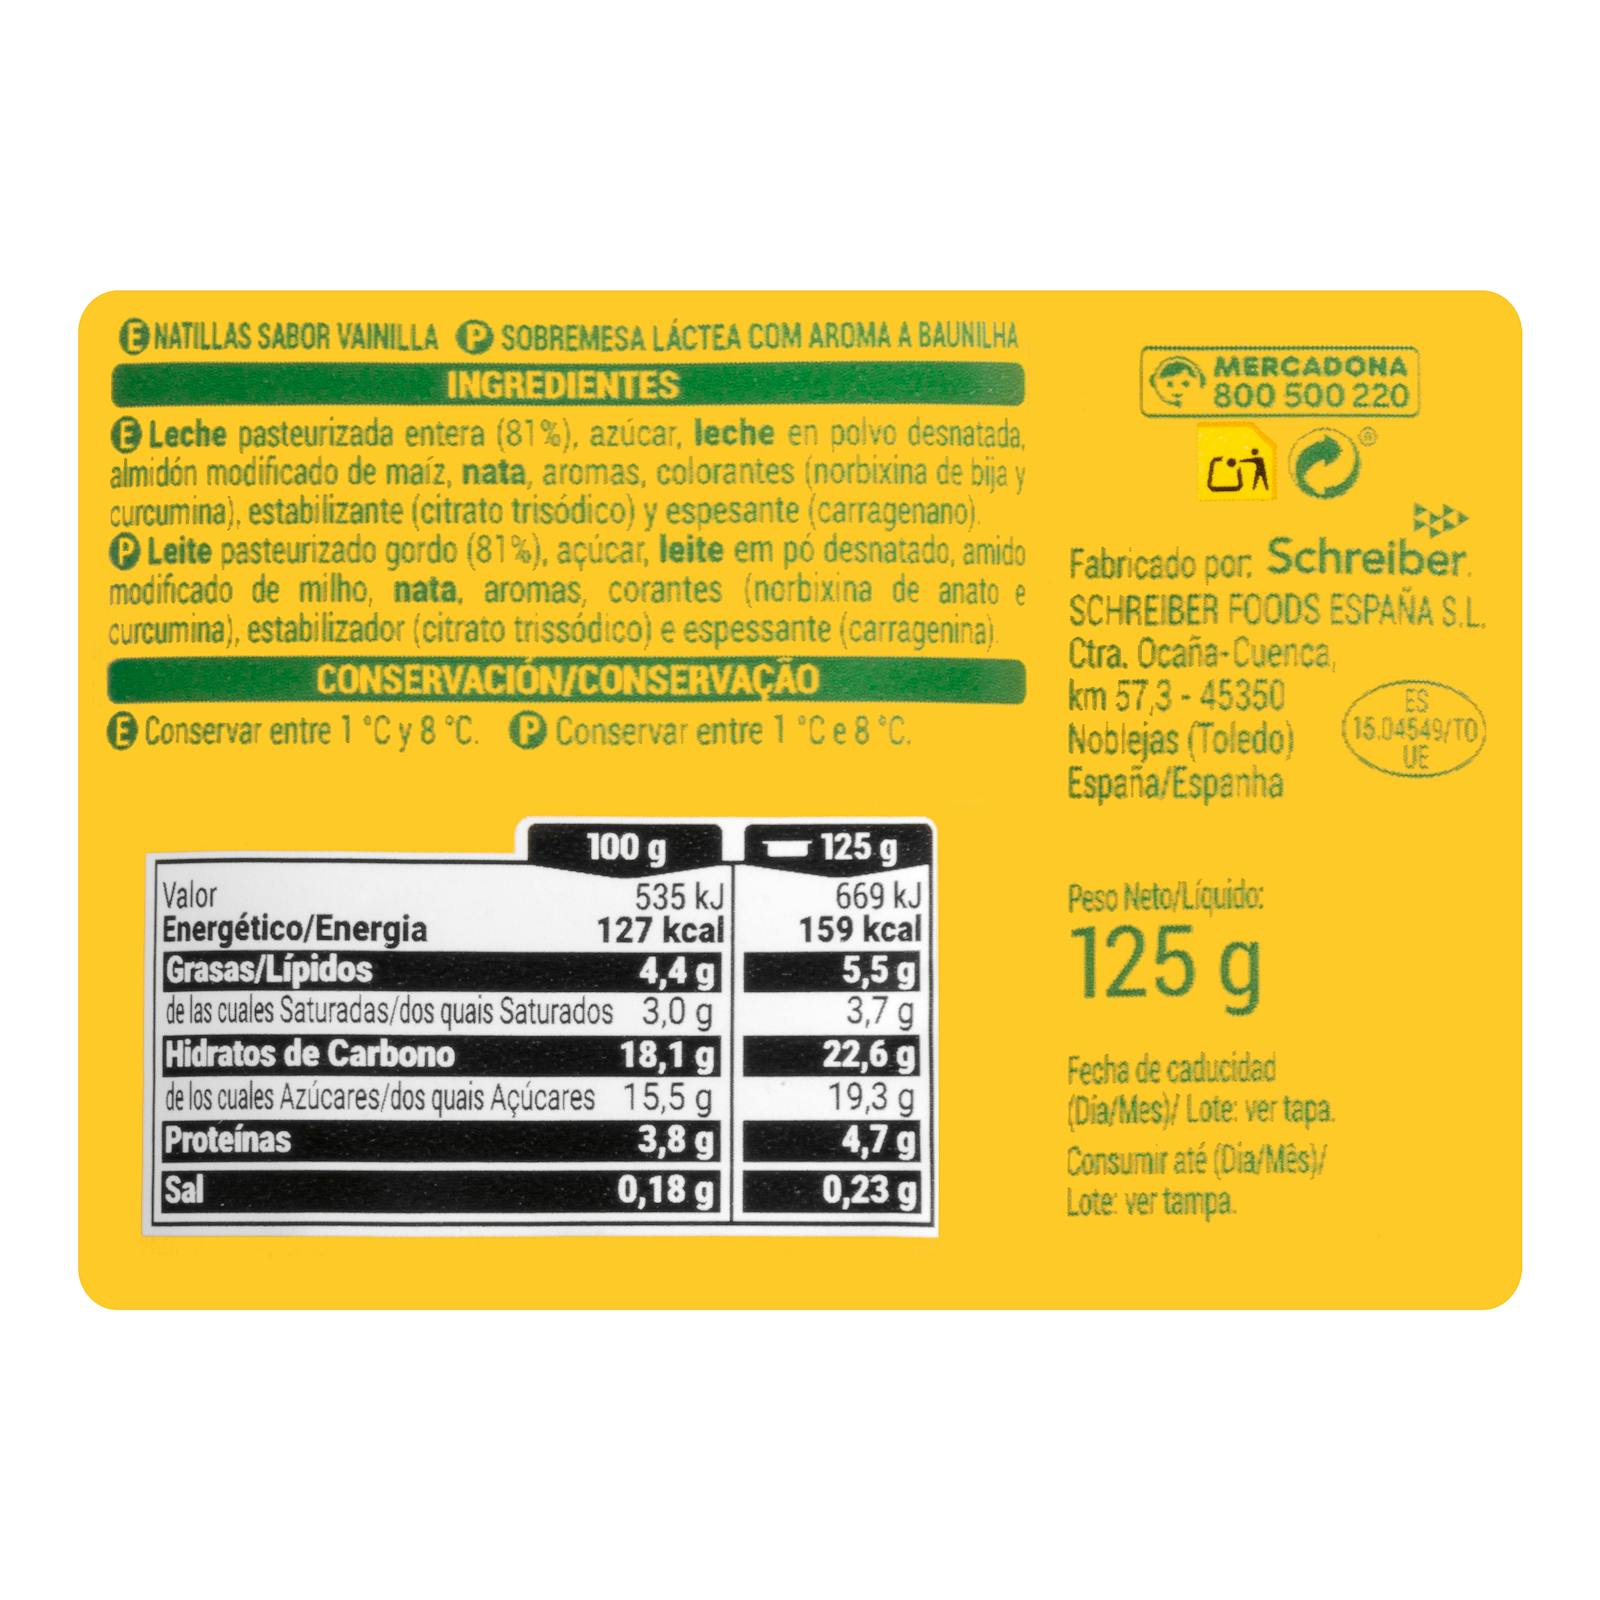 E NATILLAS SABOR VAINILLA P SOBREMESA LÁCTEA COM AROMA A BAUNILHA
INGREDIENTES
E Leche pasteurizada entera (81%), azúcar, leche en polvo desnatada,
almidón modificado de maíz, nata, aromas, colorantes (norbixina de bija y
curcumina), estabilizante (citrato trisódico) y espesante (carragenano).
P Leite pasteurizado gordo (81%), açúcar, leite em pó desnatado, amido
modificado de milho, nata, aromas, corantes (norbixina de anato e
curcumina), estabilizador (citrato trissódico) e espessante (carragenina).
CONSERVACIÓN/CONSERVAÇÃO
E Conservar entre 1 °C y 8 °C. P Conservar entre 1 °C e 8 °C.
100 g 125 g
Valor 535 kJ 669 kJ
Energético/Energia 127 kcal 159 kcal
Grasas/Lípidos 4,4 g 5,5 g
de las cuales Saturadas/dos quais Saturados 3,0 g 3,7 g
Hidratos de Carbono 18,1 g 22,6 g
de los cuales Azúcares/dos quais Açúcares 15,5 g 19,3 g
Proteínas 3,8 g 4,7 g
Sal 0,18 g 0,23 g
MERCADONA
800 500 220
®
Fabricado por: Schreiber.
SCHREIBER FOODS ESPAÑA S.L.
Ctra. Ocaña-Cuenca,
km 57,3 - 45350
Noblejas (Toledo)
España/Espanha
ES
15.04549/TO
UE
Peso Neto/Líquido:
125 g
Fecha de caducidad
(Día/Mes)/ Lote: ver tapa.
Consumir até (Dia/Mês)/
Lote: ver tampa.